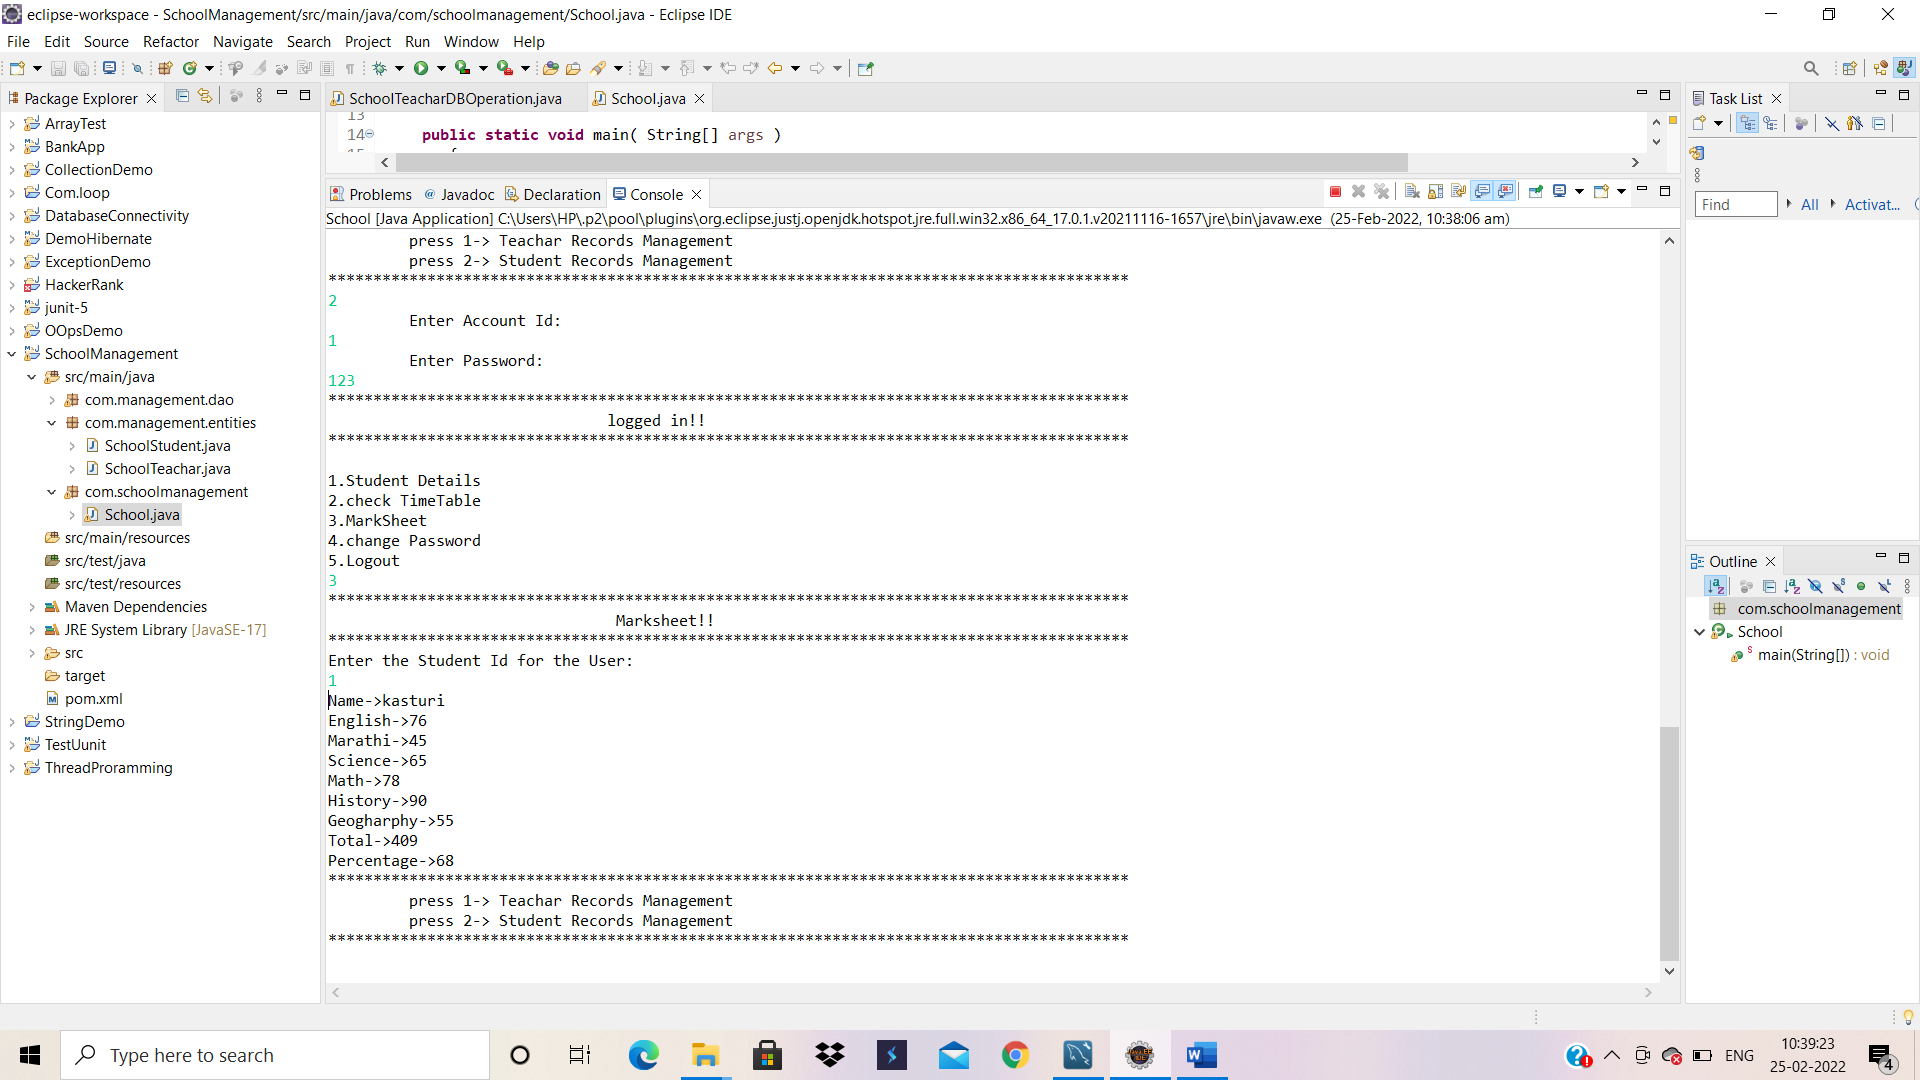 eclipse-workspace - SchoolManagement/src/main/java/com/schoolmanagement/School.java - Eclipse IDE
File Edit Source Refactor Navigate Search Project Run Window Help
Package Explorer
ArrayTest
BankApp
CollectionDemo
Com.loop
DatabaseConnectivity
DemoHibernate
ExceptionDemo
HackerRank
junit-5
OOpsDemo
SchoolManagement
src/main/java
com.management.dao
com.management.entities
SchoolStudent.java
SchoolTeachar.java
com.schoolmanagement
School.java
src/main/resources
src/test/java
src/test/resources
Maven Dependencies
JRE System Library [JavaSE-17]
src
target
pom.xml
StringDemo
TestUunit
ThreadProramming
SchoolTeacharDBOperation.java School.java
13
14 public static void main( String[] args )
Problems @ Javadoc Declaration Console
School [Java Application] C:\Users\HP\.p2\pool\plugins\org.eclipse.justj.openjdk.hotspot.jre.full.win32.x86_64_17.0.1.v20211116-1657\jre\bin\javaw.exe (25-Feb-2022, 10:38:06 am)
press 1-> Teachar Records Management
press 2-> Student Records Management
*****************************************************************************************
2
Enter Account Id:
1
Enter Password:
123
*****************************************************************************************
logged in!!
*****************************************************************************************
1.Student Details
2.check TimeTable
3.MarkSheet
4.change Password
5.Logout
3
*****************************************************************************************
Marksheet!!
*****************************************************************************************
Enter the Student Id for the User:
1
Name->kasturi
English->76
Marathi->45
Science->65
Math->78
History->90
Geogharphy->55
Total->409
Percentage->68
*****************************************************************************************
press 1-> Teachar Records Management
press 2-> Student Records Management
*****************************************************************************************
Task List
Find All Activat...
Outline
com.schoolmanagement
School
main(String[]) : void
Type here to search
ENG
10:39:23
25-02-2022
4